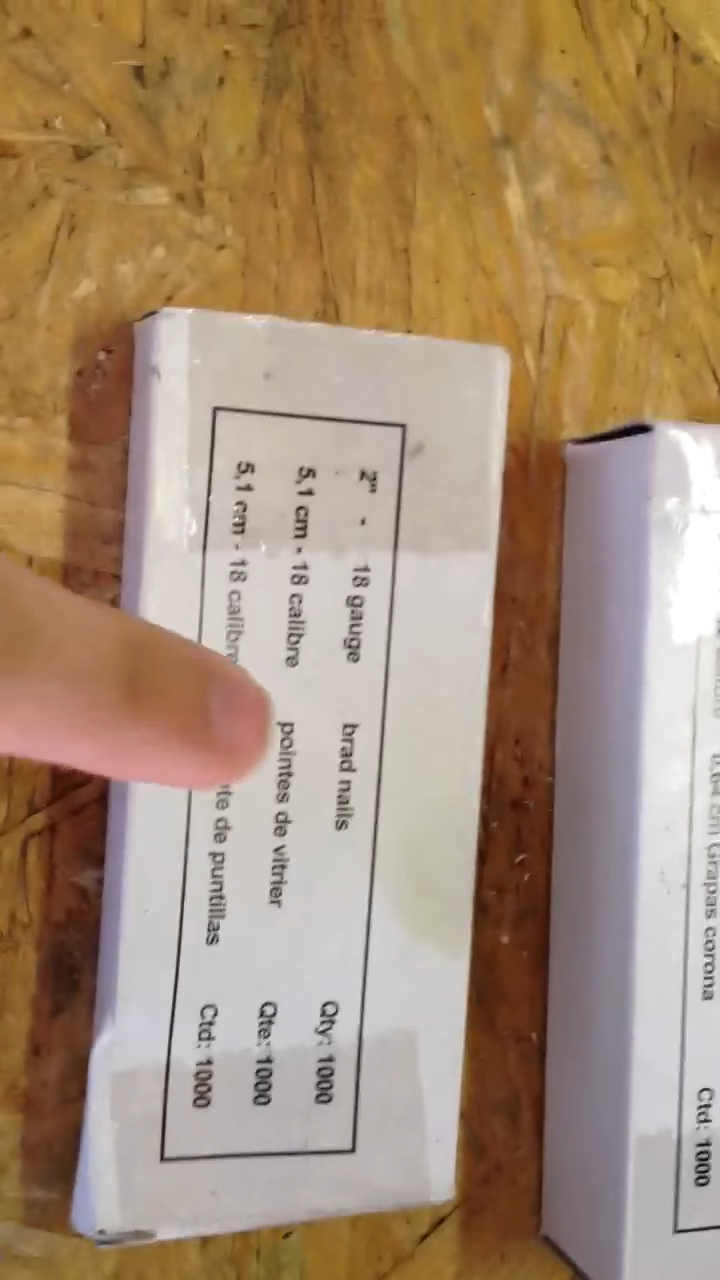 2" - 18 gauge brad nails Qty: 1000
5,1 cm - 18 calibre pointes de vitrier Qte: 1000
5,1 cm - 18 calibre de puntillas Ctd: 1000
Grapas corona Ctd: 1000